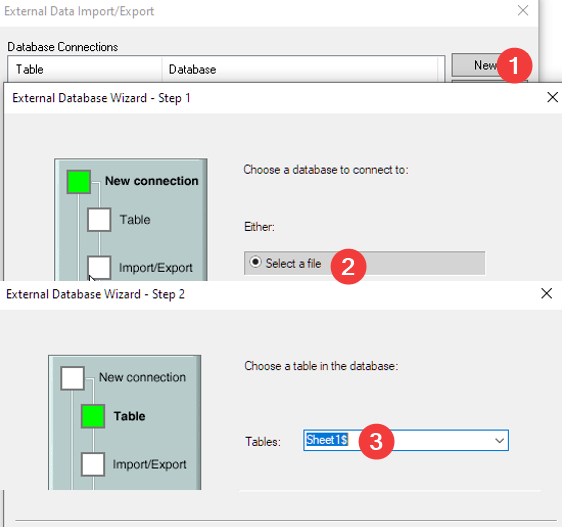 External Data Import/Export
Database Connections
Table Database
New 1
External Database Wizard - Step 1
New connection
Choose a database to connect to:
Table
Either:
Import/Export
Select a file 2
External Database Wizard - Step 2
New connection
Choose a table in the database:
Table
Tables: Sheet1$ 3
Import/Export